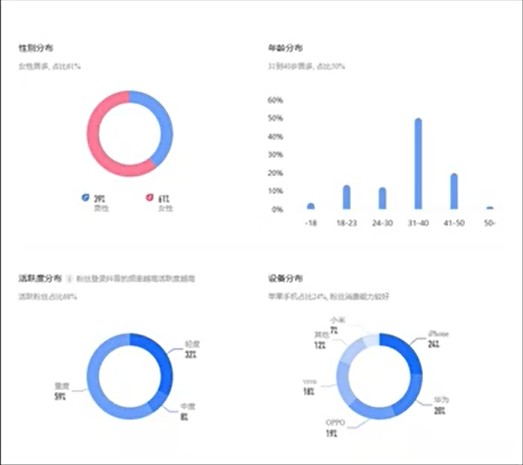 性别分布
女性居多, 占比61%
39%
男性
61%
女性
年龄分布
31到40岁居多, 占比50%
60%
50%
40%
30%
20%
10%
0%
-18
18-23
24-30
31-40
41-50
50-
活跃度分布 粉丝登录抖音的频率越高活跃度越高
活跃粉丝占比68%
轻度
32%
重度
59%
中度
8%
设备分布
苹果手机占比24%, 粉丝消费能力较好
小米
7%
iPhone
24%
其他
12%
vivo
18%
华为
20%
OPPO
19%